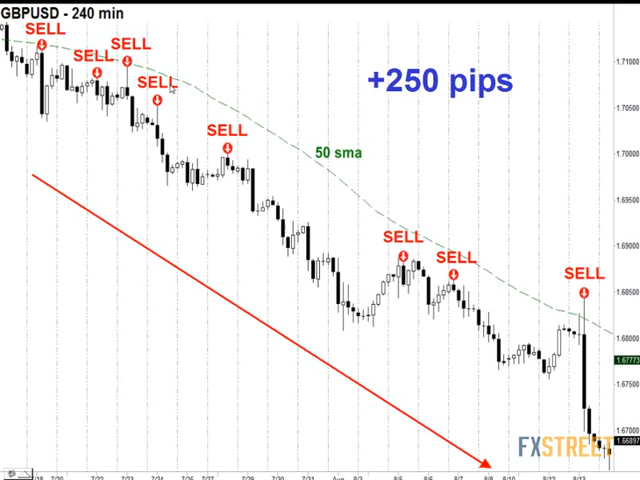 GBPUSD - 240 min
SELL
SELL
SELL
SELL
+250 pips
SELL
50 sma
SELL
SELL
SELL
1.71000
1.70500
1.70000
1.69500
1.69000
1.68500
1.68000
1.67773
1.67500
1.67000
1.66897
FXSTREET
7/20
7/22
7/23
7/25
7/27
7/29
7/30
7/31
Aug
8/3
8/5
8/6
8/7
8/9
8/10
8/12
8/13